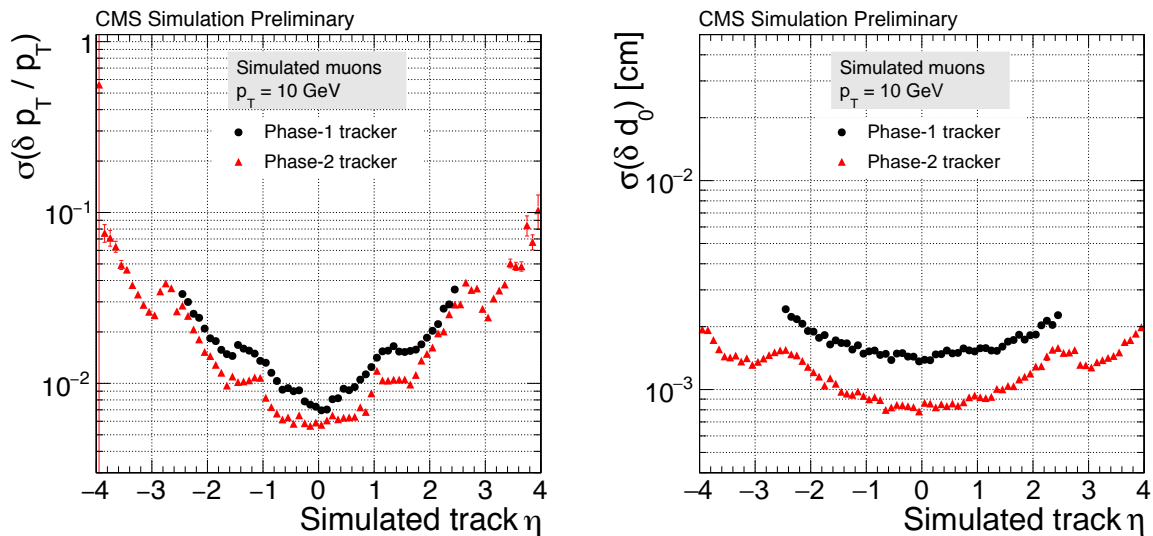 CMS Simulation Preliminary
σ(δ p_T / p_T)
1
10⁻¹
10⁻²
Simulated muons
p_T = 10 GeV
Phase-1 tracker
Phase-2 tracker
−4 −3 −2 −1 0 1 2 3 4
Simulated track η
CMS Simulation Preliminary
σ(δ d_0) [cm]
10⁻²
10⁻³
Simulated muons
p_T = 10 GeV
Phase-1 tracker
Phase-2 tracker
−4 −3 −2 −1 0 1 2 3 4
Simulated track η